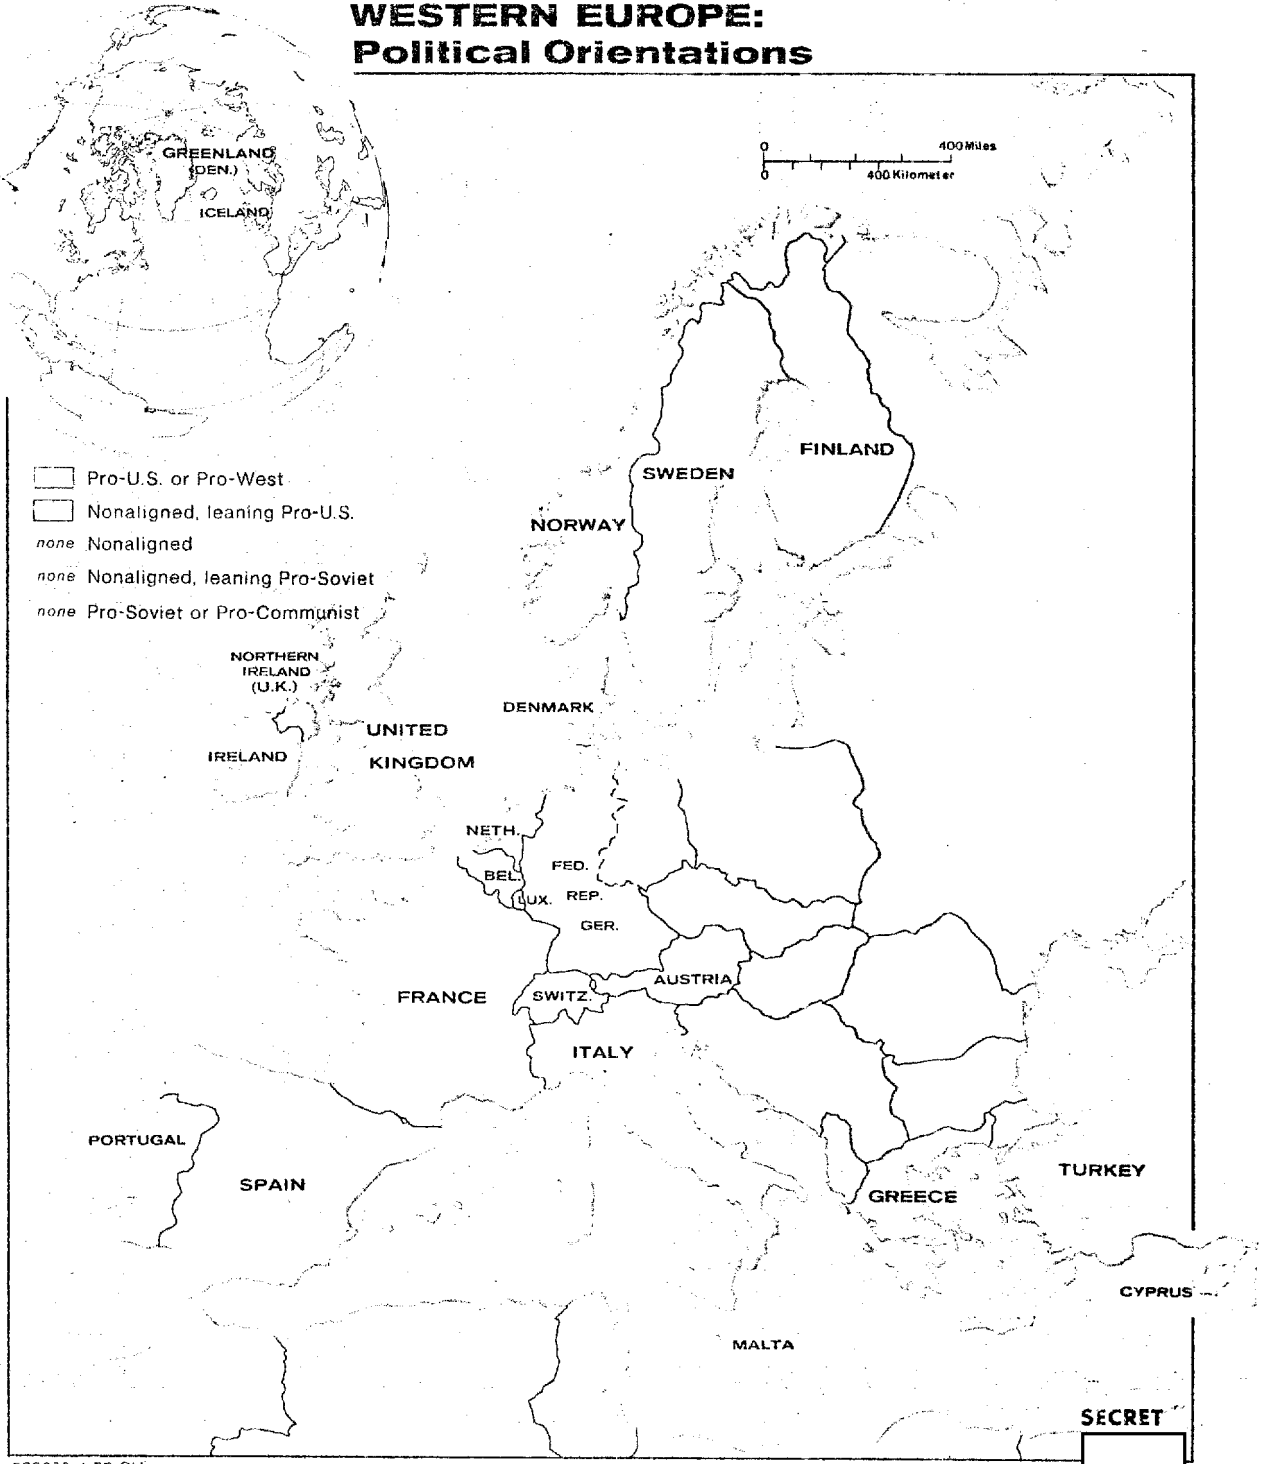 WESTERN EUROPE:
Political Orientations
0 400 Miles
0 400 Kilometer
GREENLAND
(DEN.)
ICELAND
Pro-U.S. or Pro-West
Nonaligned, leaning Pro-U.S.
none Nonaligned
none Nonaligned, leaning Pro-Soviet
none Pro-Soviet or Pro-Communist
FINLAND
SWEDEN
NORWAY
NORTHERN
IRELAND
(U.K.)
DENMARK
UNITED
KINGDOM
IRELAND
NETH.
BEL.
LUX.
FED.
REP.
GER.
AUSTRIA
FRANCE
SWITZ.
ITALY
PORTUGAL
SPAIN
TURKEY
GREECE
CYPRUS
MALTA
SECRET